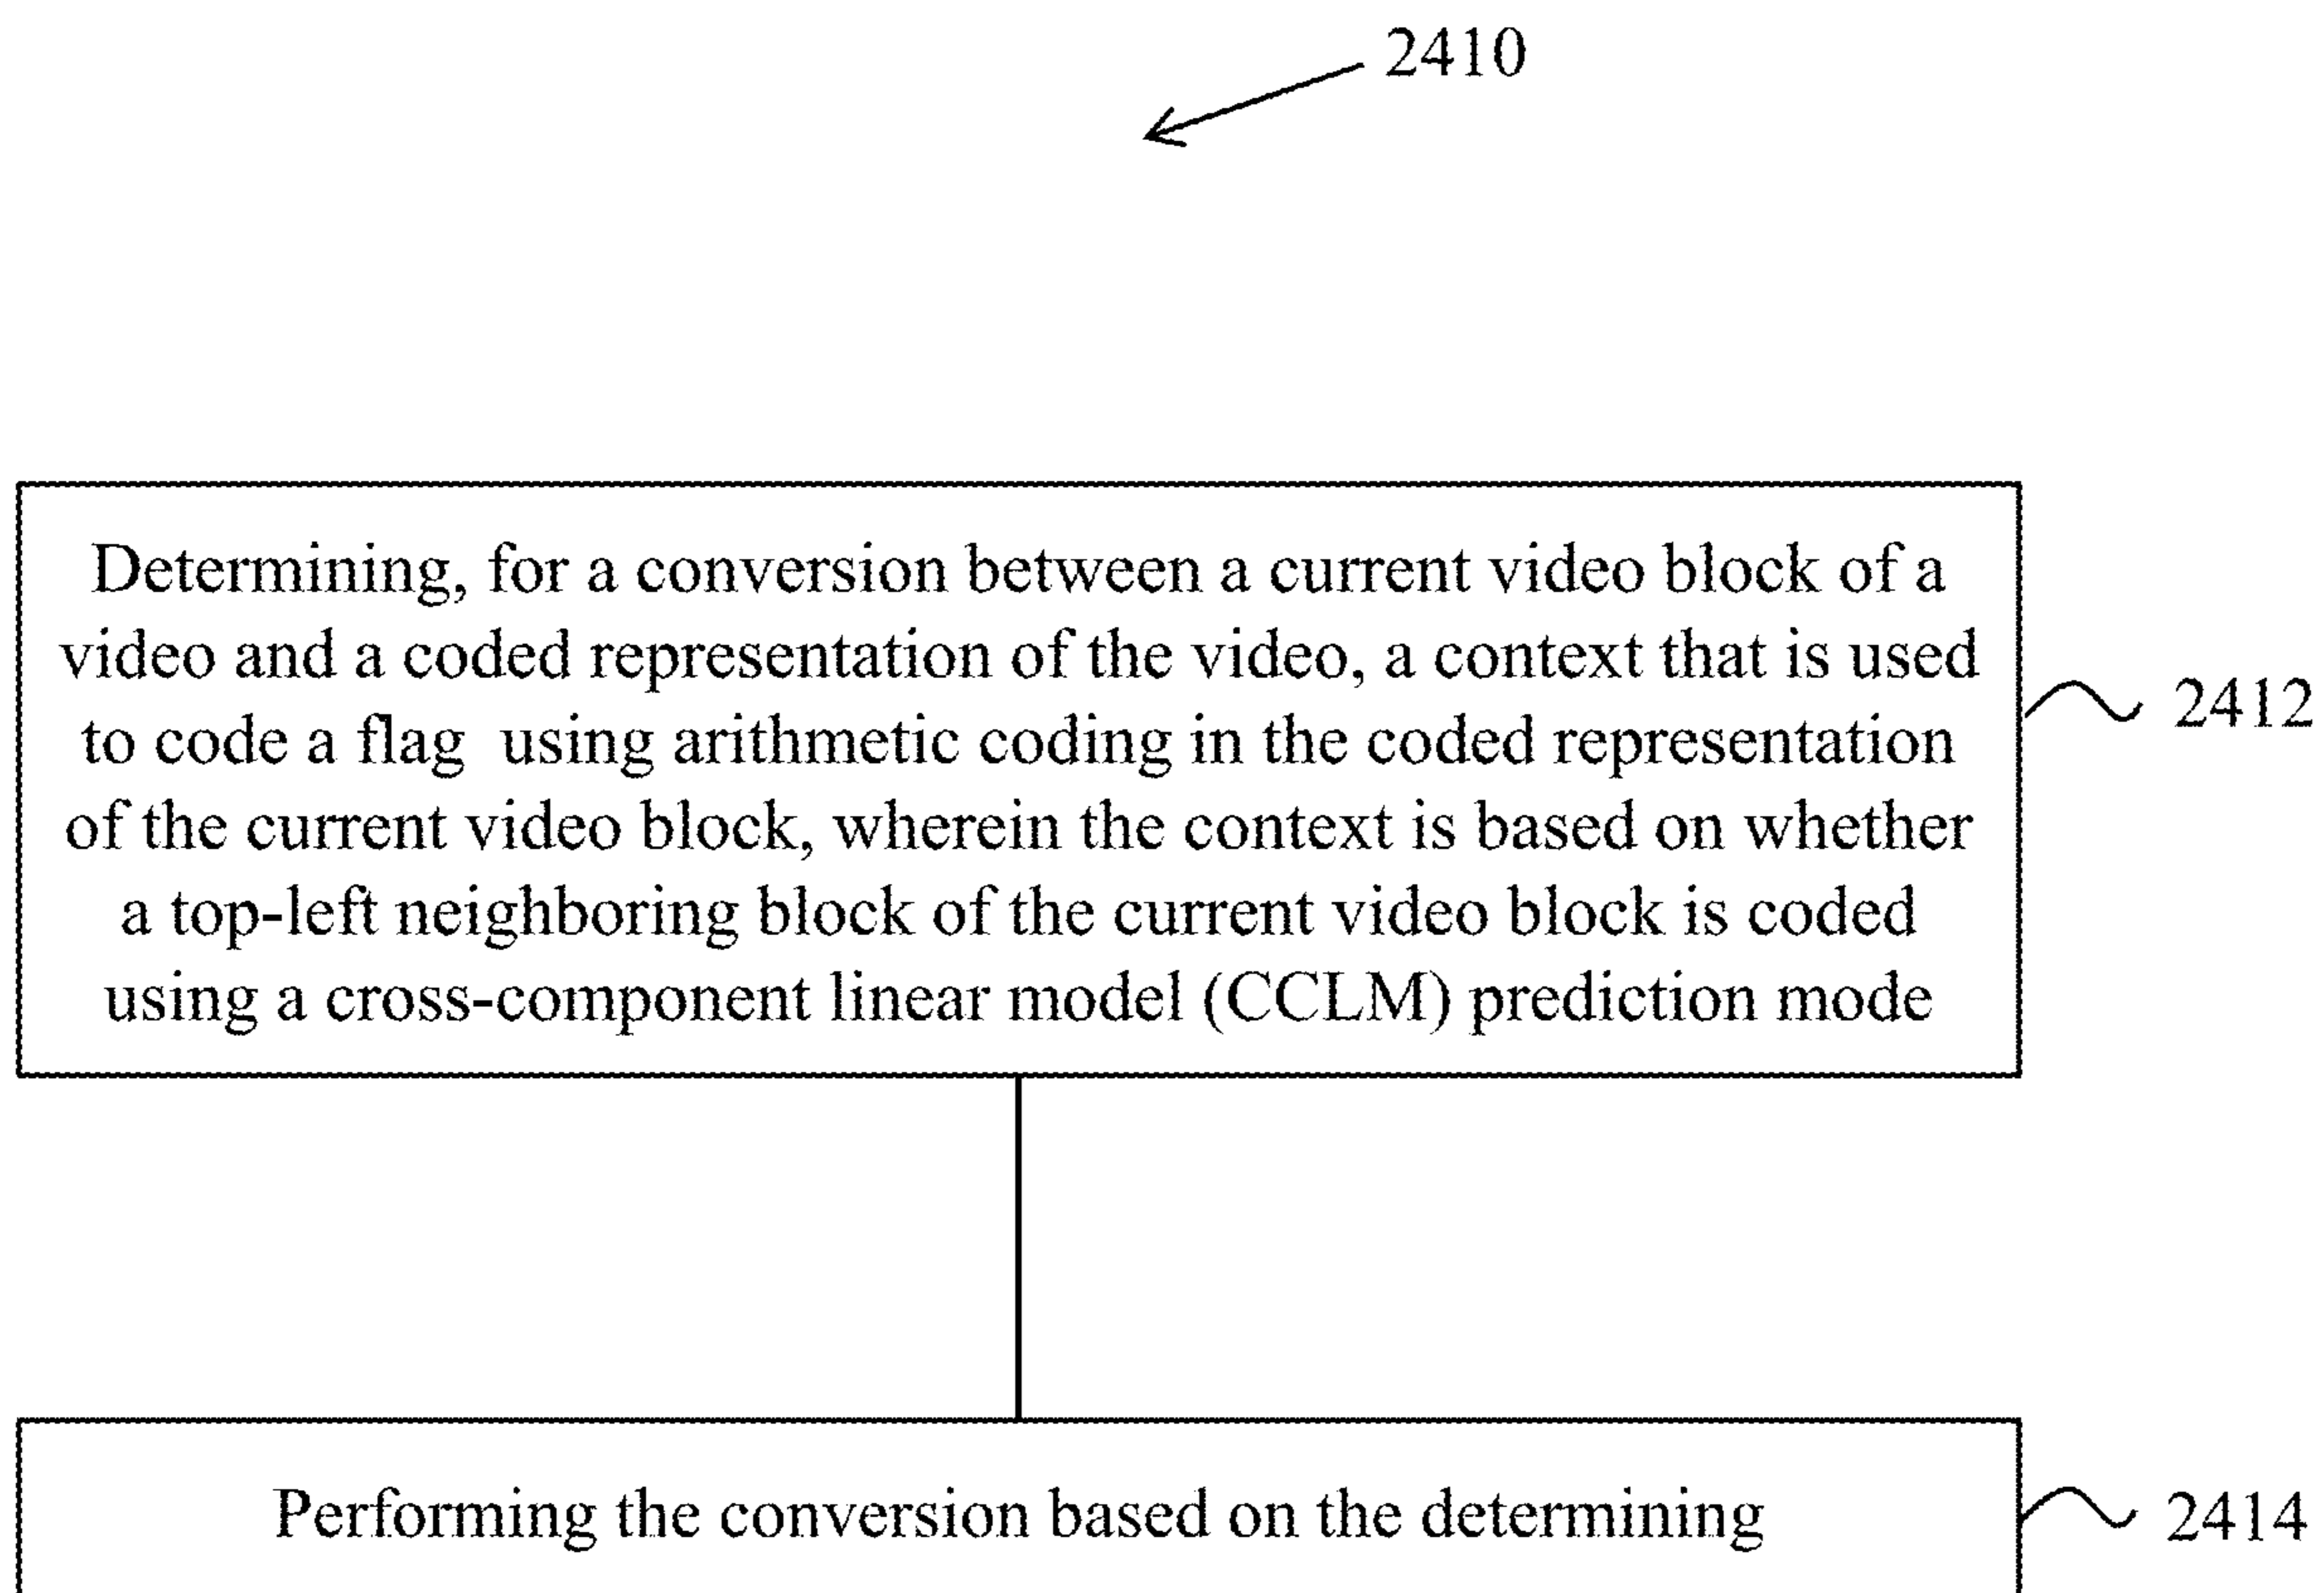 2410
Determining, for a conversion between a current video block of a
video and a coded representation of the video, a context that is used
to code a flag using arithmetic coding in the coded representation
of the current video block, wherein the context is based on whether
a top-left neighboring block of the current video block is coded
using a cross-component linear model (CCLM) prediction mode
2412
Performing the conversion based on the determining
2414